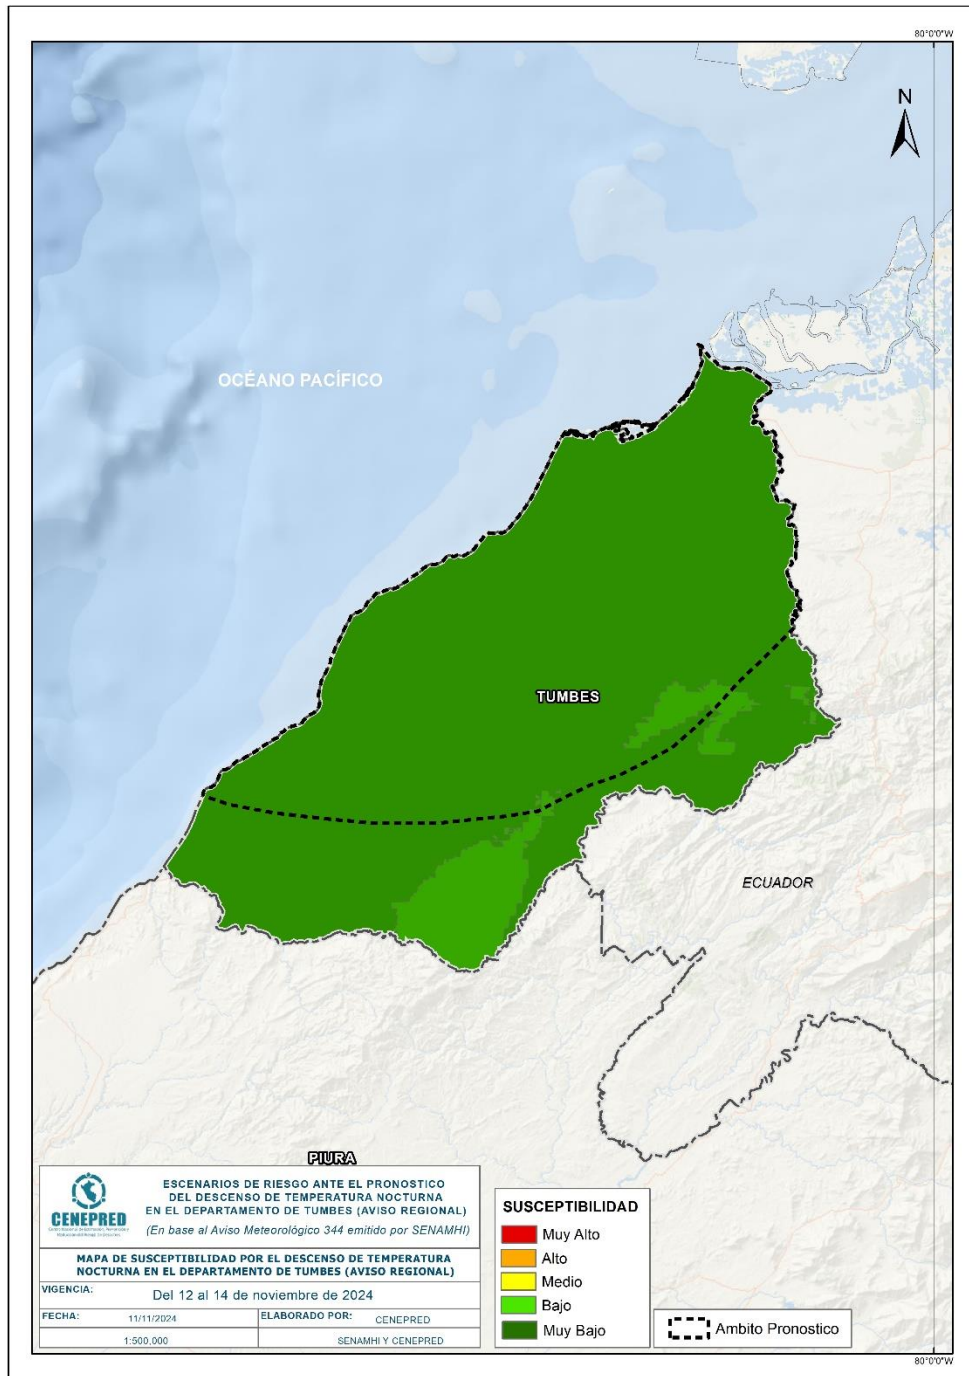 80°0'0"W
N
OCÉANO PACÍFICO
TUMBES
ECUADOR
PIURA
CENEPRED
ESCENARIOS DE RIESGO ANTE EL PRONOSTICO
DEL DESCENSO DE TEMPERATURA NOCTURNA
EN EL DEPARTAMENTO DE TUMBES (AVISO REGIONAL)
(En base al Aviso Meteorológico 344 emitido por SENAMHI)
MAPA DE SUSCEPTIBILIDAD POR EL DESCENSO DE TEMPERATURA
NOCTURNA EN EL DEPARTAMENTO DE TUMBES (AVISO REGIONAL)
VIGENCIA: Del 12 al 14 de noviembre de 2024
FECHA: 11/11/2024 ELABORADO POR: CENEPRED
1:500,000 SENAMHI Y CENEPRED
SUSCEPTIBILIDAD
Muy Alto
Alto
Medio
Bajo
Muy Bajo
Ambito Pronostico
80°0'0"W